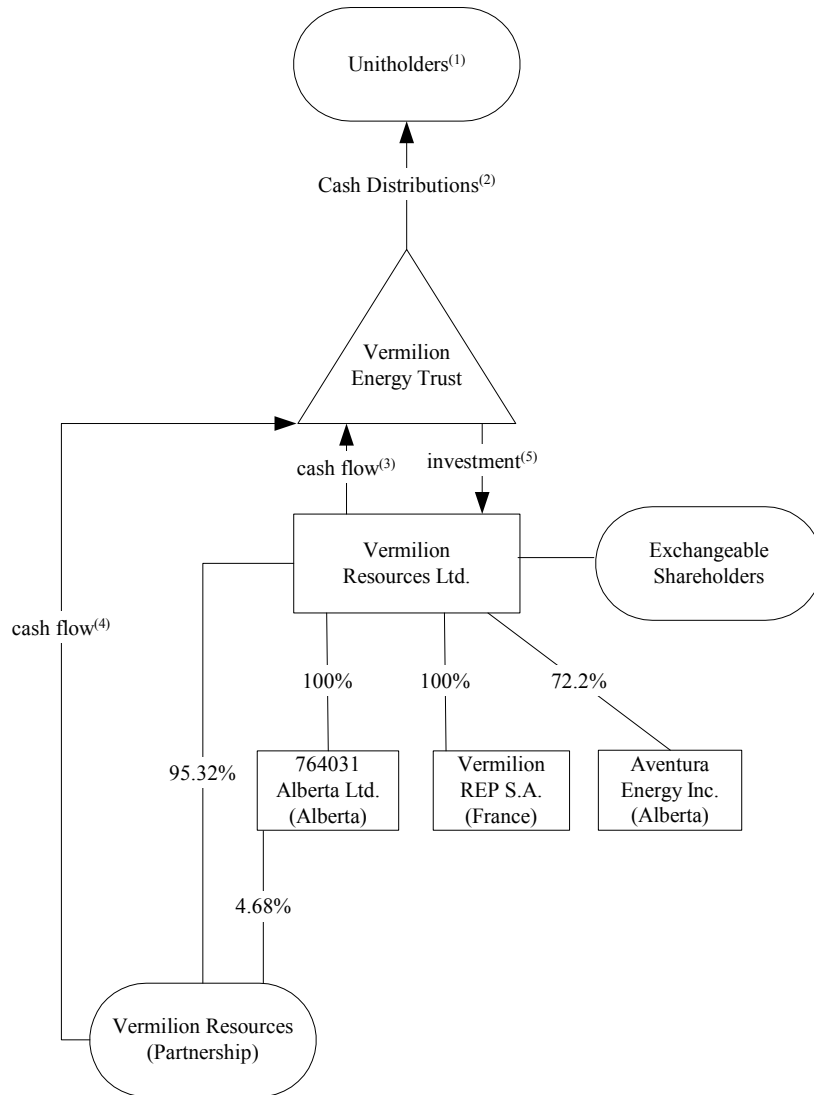 Unitholders(1)
Cash Distributions(2)
Vermilion
Energy Trust
cash flow(3)
investment(5)
Vermilion
Resources Ltd.
Exchangeable
Shareholders
cash flow(4)
100%
100%
72.2%
95.32%
764031
Alberta Ltd.
(Alberta)
Vermilion
REP S.A.
(France)
Aventura
Energy Inc.
(Alberta)
4.68%
Vermilion Resources
(Partnership)